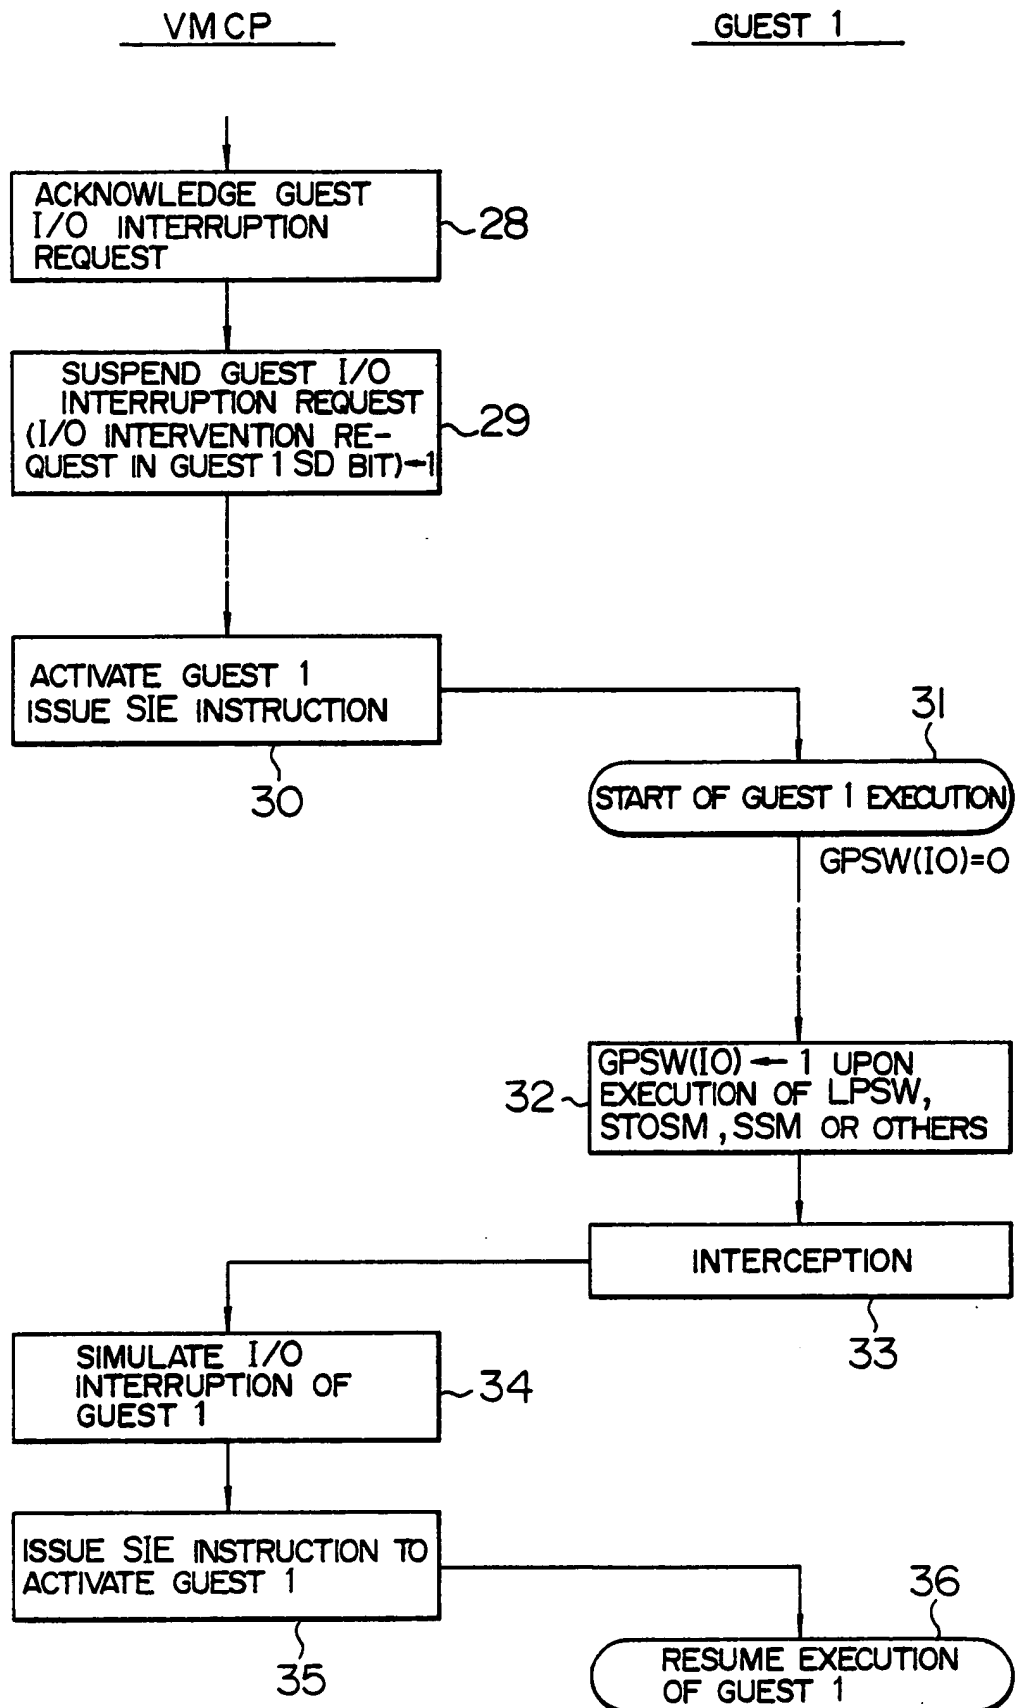 VMCP
GUEST 1
ACKNOWLEDGE GUEST
I/O INTERRUPTION
REQUEST
28
SUSPEND GUEST I/O
INTERRUPTION REQUEST
(I/O INTERVENTION RE-
QUEST IN GUEST 1 SD BIT)←1
29
ACTIVATE GUEST 1
ISSUE SIE INSTRUCTION
30
31
START OF GUEST 1 EXECUTION
GPSW(IO)=0
GPSW(IO) ← 1 UPON
EXECUTION OF LPSW,
STOSM, SSM OR OTHERS
32
INTERCEPTION
33
SIMULATE I/O
INTERRUPTION OF
GUEST 1
34
ISSUE SIE INSTRUCTION TO
ACTIVATE GUEST 1
35
36
RESUME EXECUTION
OF GUEST 1